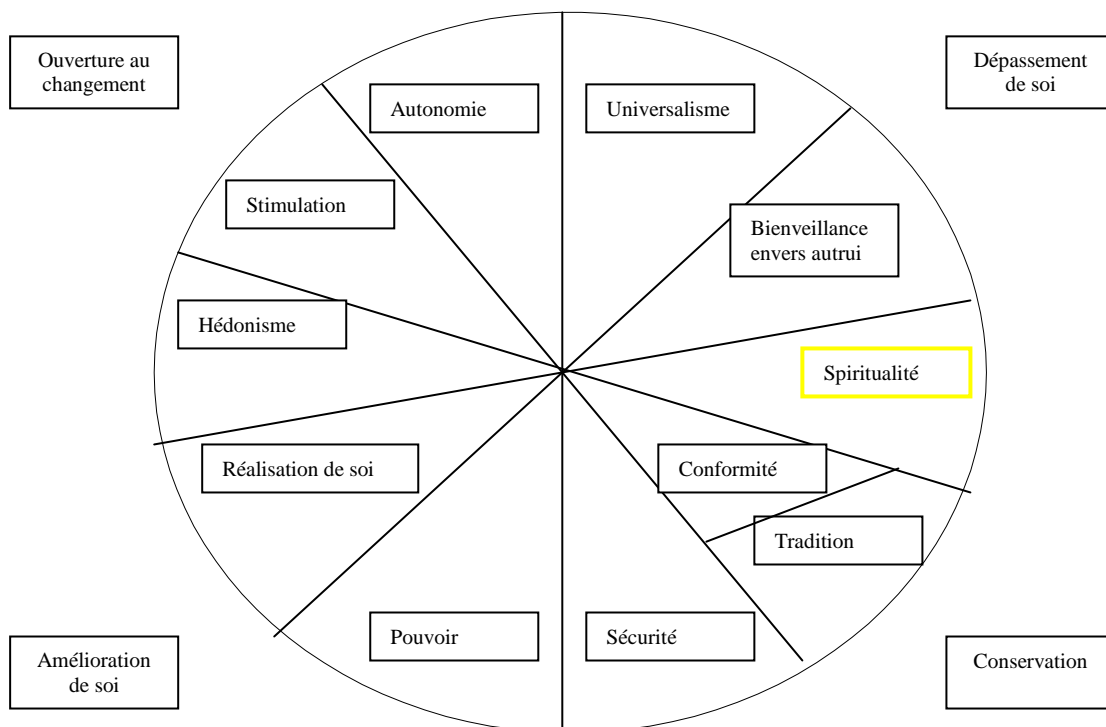 Ouverture au
changement
Dépassement
de soi
Autonomie
Universalisme
Stimulation
Bienveillance
envers autrui
Hédonisme
Spiritualité
Réalisation de soi
Conformité
Tradition
Pouvoir
Sécurité
Amélioration
de soi
Conservation